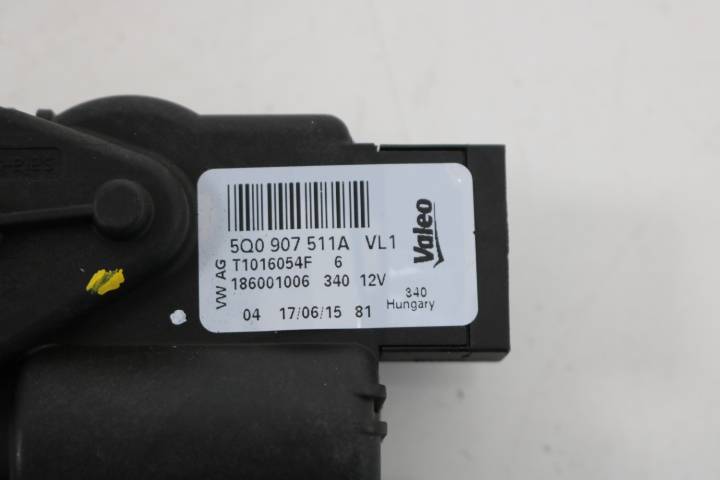 5Q0 907 511A VL1
VW AG
T1016054F 6
186001006 340 12V
04 17/06/15 81
Valeo
340
Hungary